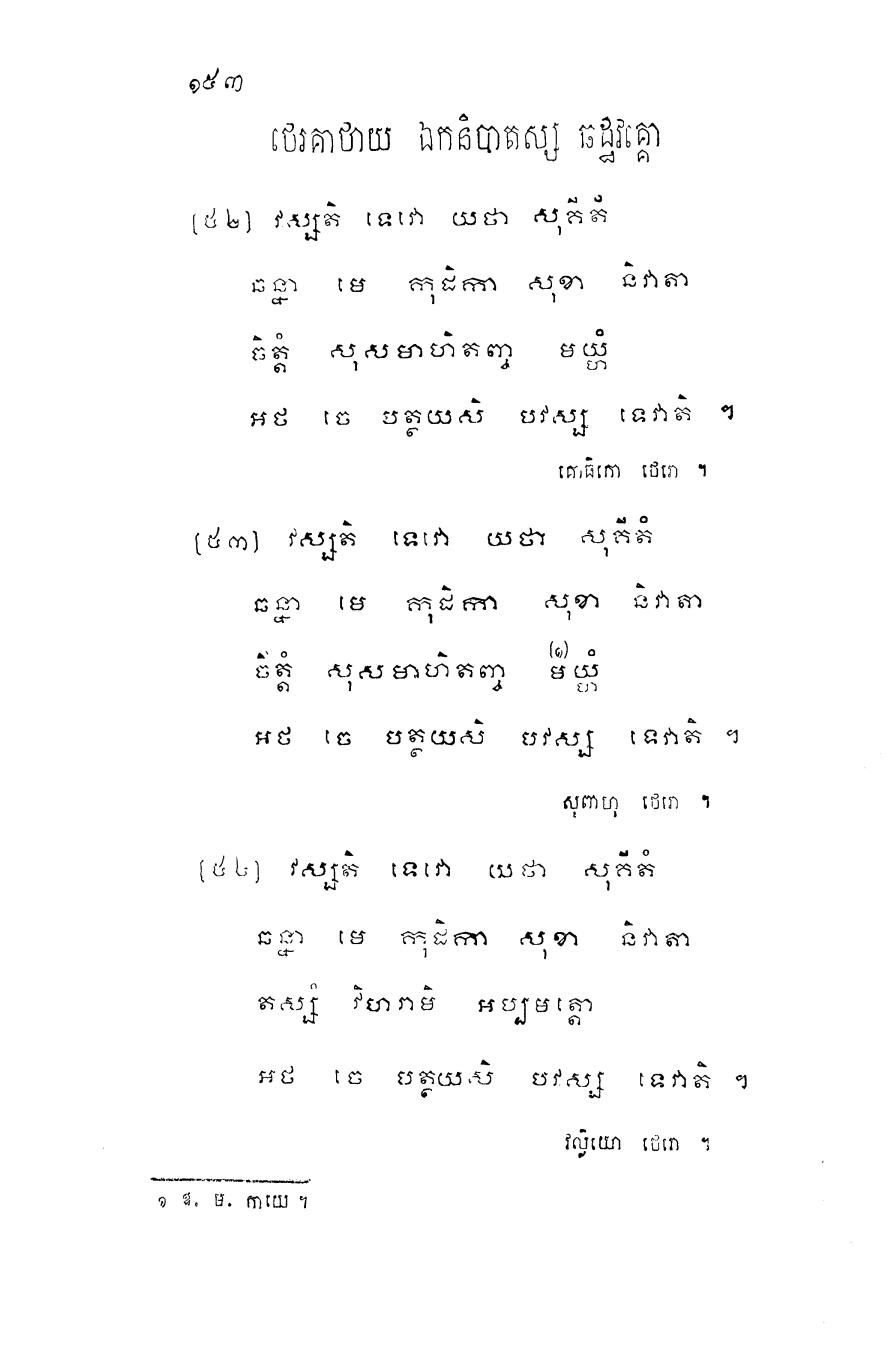 ១៥៣
ថេរគាថាយ ឯកនិបាតស្ស ឆដ្ឋវគ្គោ
[៥២] វស្សតិ ទេវោ យថា សុគីតំ
ឆន្នា មេ កុដិកា សុខា និវាតា
ចិត្តំ សុសមាហិតញ្ច មយ្ហំ
អថ ចេ បត្ថយសិ បវស្ស ទេវាតិ ។
គោធិកោ ថេរោ ។
[៥៣] វស្សតិ ទេវោ យថា សុគីតំ
ឆន្នា មេ កុដិកា សុខា និវាតា
ចិត្តំ សុសមាហិតញ្ច (១) មយ្ហំ
អថ ចេ បត្ថយសិ បវស្ស ទេវាតិ ។
សុពាហុ ថេរោ ។
[៥៤] វស្សតិ ទេវោ យថា សុគីតំ
ឆន្នា មេ កុដិកា សុខា និវាតា
តស្សំ វិហរាមិ អប្បមត្តោ
អថ ចេ បត្ថយសិ បវស្ស ទេវាតិ ។
វល្លិយោ ថេរោ ។
១ ឱ. ម. កាយេ ។